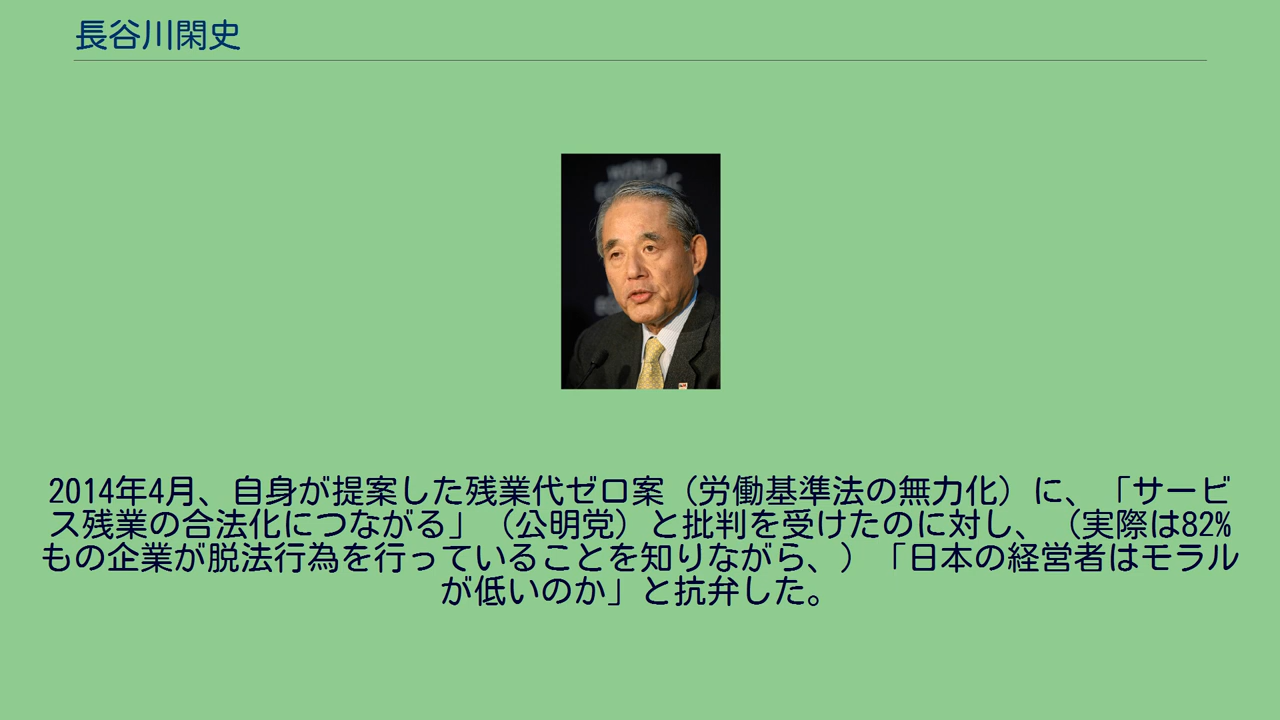 長谷川閑史
WORLD
ECONOMIC
2014年4月、自身が提案した残業代ゼロ案（労働基準法の無力化）に、「サービ
ス残業の合法化につながる」（公明党）と批判を受けたのに対し、（実際は82%
もの企業が脱法行為を行っていることを知りながら、）「日本の経営者はモラル
が低いのか」と抗弁した。